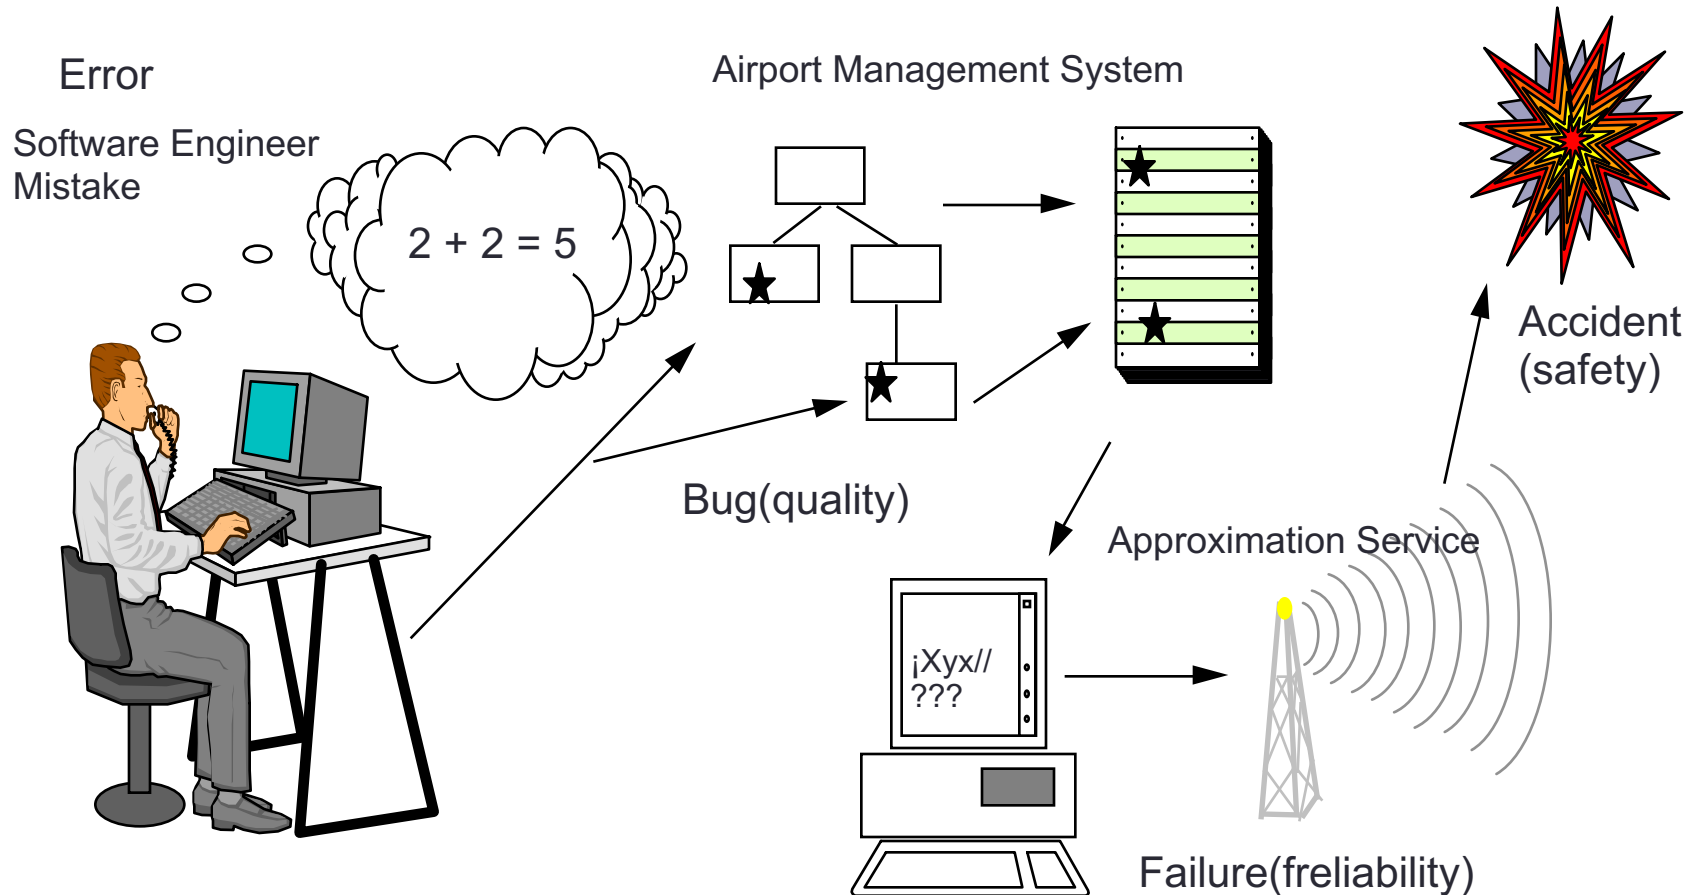 Error
Software Engineer
Mistake
2 + 2 = 5
Airport Management System
Bug(quality)
Accident
(safety)
Approximation Service
¡Xyx//
???
Failure(freliability)